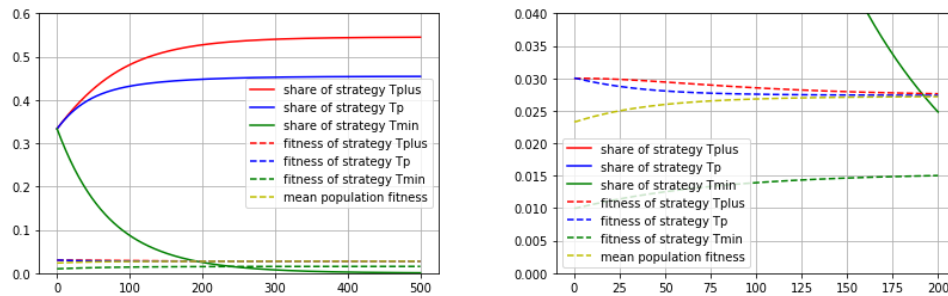 0.6
0.5
0.4
0.3
0.2
0.1
0.0
share of strategy Tplus
share of strategy Tp
share of strategy Tmin
fitness of strategy Tplus
fitness of strategy Tp
fitness of strategy Tmin
mean population fitness
0 100 200 300 400 500
0.040
0.035
0.030
0.025
0.020
0.015
0.010
0.005
0.000
share of strategy Tplus
share of strategy Tp
share of strategy Tmin
fitness of strategy Tplus
fitness of strategy Tp
fitness of strategy Tmin
mean population fitness
0 25 50 75 100 125 150 175 200